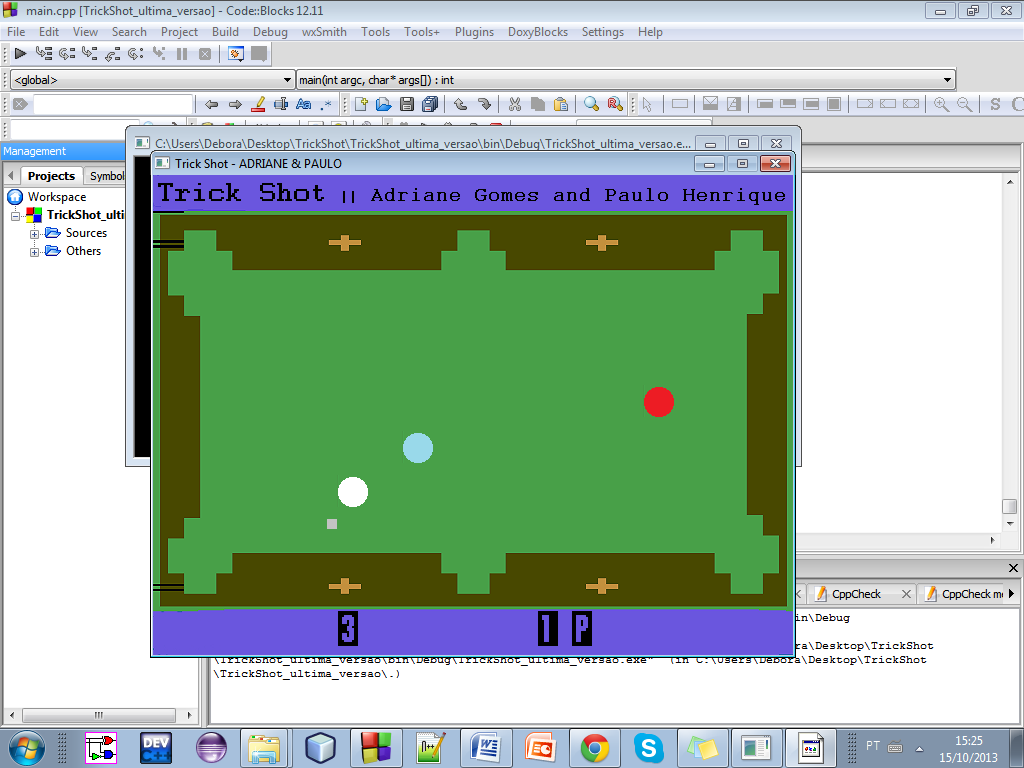 main.cpp [TrickShot_ultima_versao] - Code::Blocks 12.11
File Edit View Search Project Build Debug wxSmith Tools Tools+ Plugins DoxyBlocks Settings Help
<global> main(int argc, char* args[]) : int
Management
Projects Symbol
Workspace
TrickShot_ulti
Sources
Others
C:\Users\Debora\Desktop\TrickShot\TrickShot_ultima_versao\bin\Debug\TrickShot_ultima_versao.e...
Trick Shot - ADRIANE & PAULO
Trick Shot || Adriane Gomes and Paulo Henrique
3 1 P
CppCheck CppCheck me
in\Debug
ora\Desktop\TrickShot
\TrickShot_ultima_versao\bin\Debug\TrickShot_ultima_versao.exe" (in C:\Users\Debora\Desktop\TrickShot
\TrickShot_ultima_versao\.)
DEV C++
PT
15:25
15/10/2013